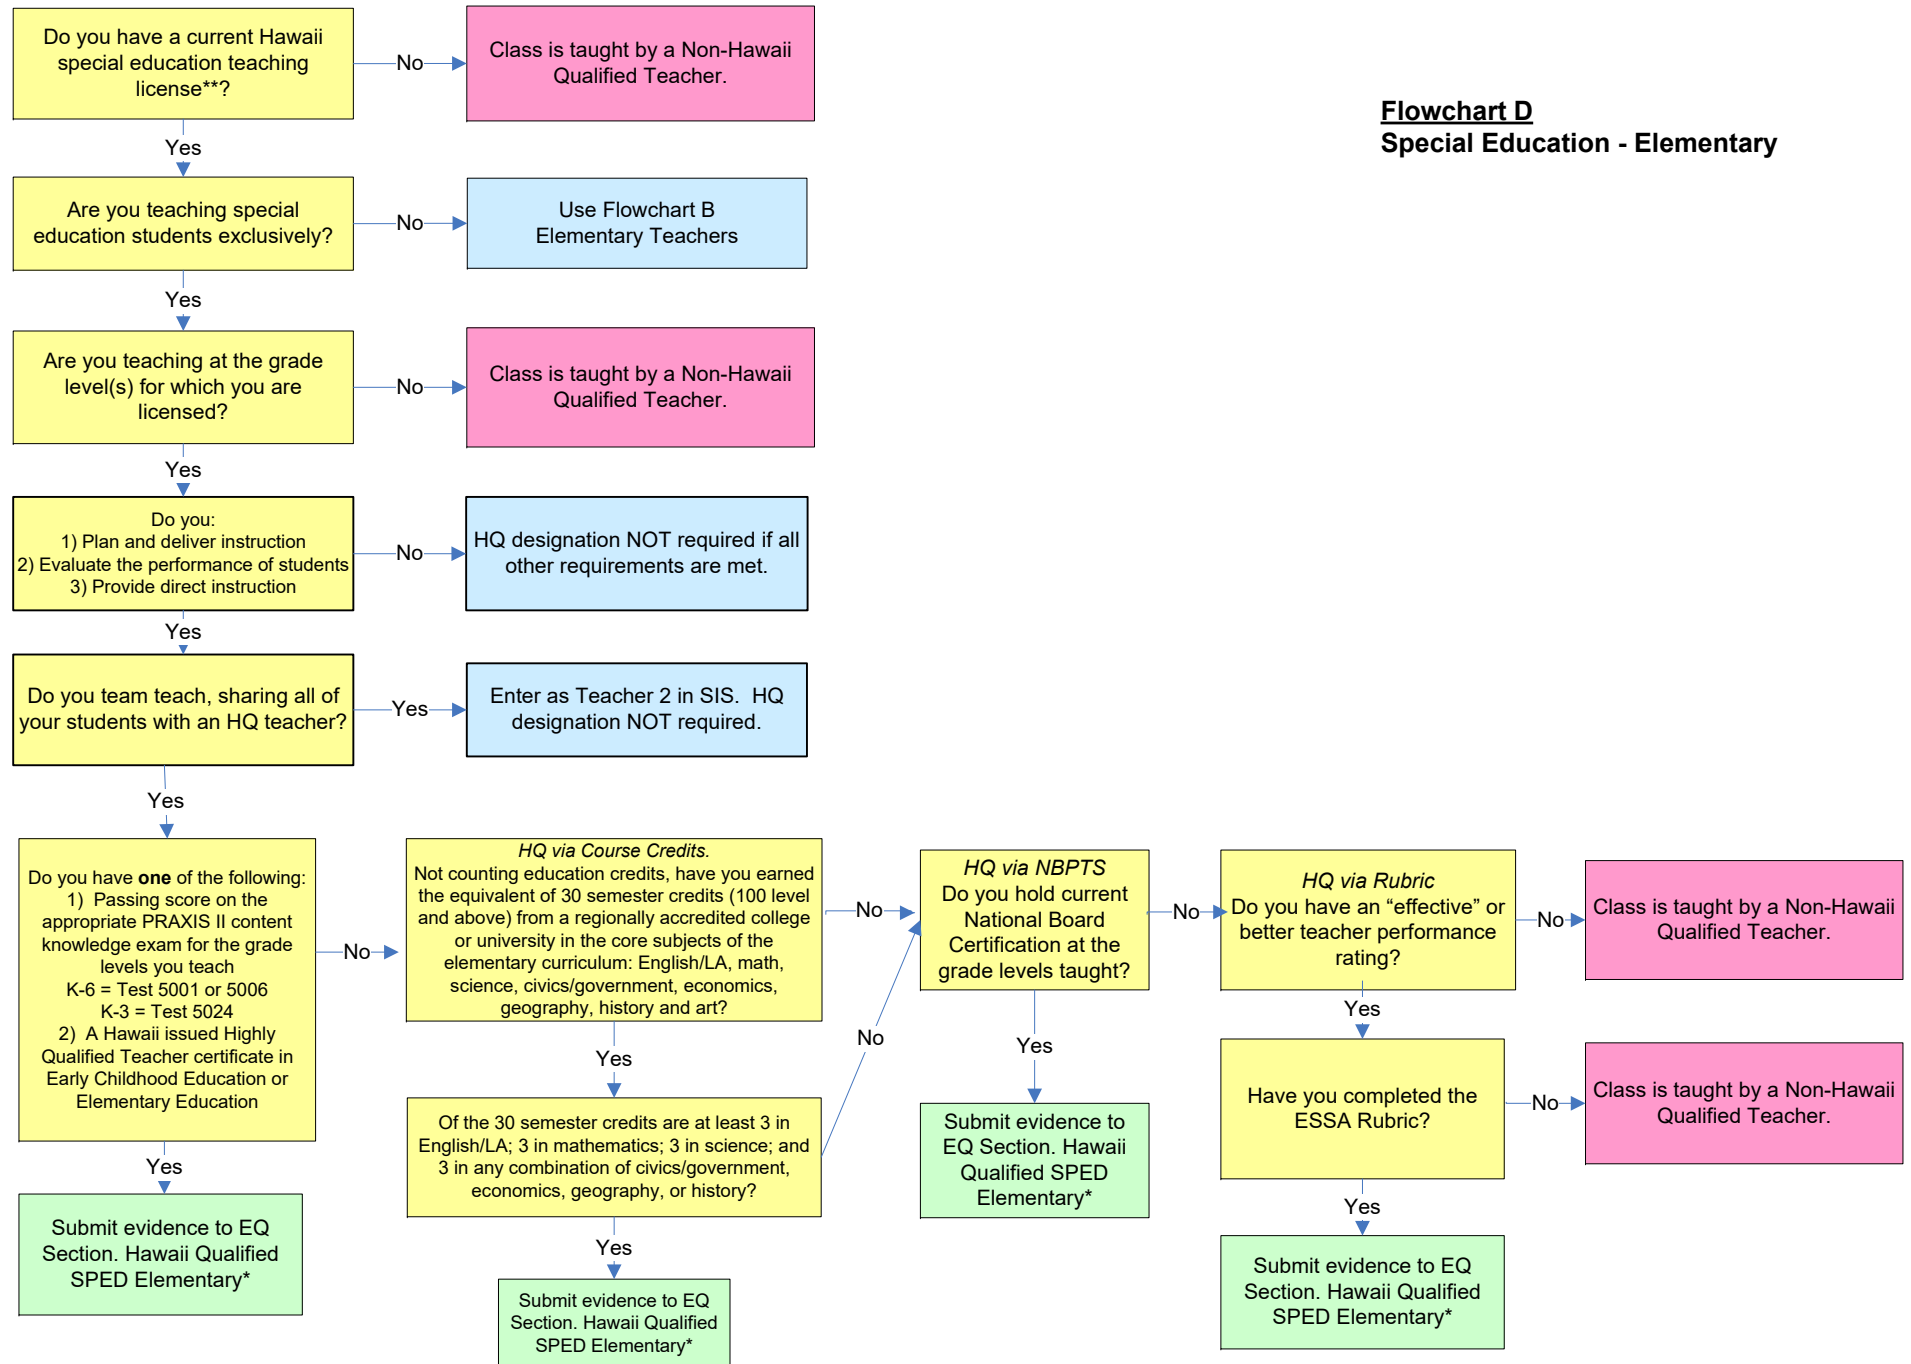 Flowchart D
Special Education - Elementary
Do you have a current Hawaii
special education teaching
license**?
No
Class is taught by a Non-Hawaii
Qualified Teacher.
Yes
Are you teaching special
education students exclusively?
No
Use Flowchart B
Elementary Teachers
Yes
Are you teaching at the grade
level(s) for which you are
licensed?
No
Class is taught by a Non-Hawaii
Qualified Teacher.
Yes
Do you:
1) Plan and deliver instruction
2) Evaluate the performance of students
3) Provide direct instruction
No
HQ designation NOT required if all
other requirements are met.
Yes
Do you team teach, sharing all of
your students with an HQ teacher?
Yes
Enter as Teacher 2 in SIS.  HQ
designation NOT required.
Yes
Do you have one of the following:
1)  Passing score on the
appropriate PRAXIS II content
knowledge exam for the grade
levels you teach
K-6 = Test 5001 or 5006
K-3 = Test 5024
2)  A Hawaii issued Highly
Qualified Teacher certificate in
Early Childhood Education or
Elementary Education
No
Yes
Submit evidence to EQ
Section. Hawaii Qualified
SPED Elementary*
HQ via Course Credits.
Not counting education credits, have you earned
the equivalent of 30 semester credits (100 level
and above) from a regionally accredited college
or university in the core subjects of the
elementary curriculum: English/LA, math,
science, civics/government, economics,
geography, history and art?
No
Yes
Of the 30 semester credits are at least 3 in
English/LA; 3 in mathematics; 3 in science; and
3 in any combination of civics/government,
economics, geography, or history?
No
Yes
Submit evidence to EQ
Section. Hawaii Qualified
SPED Elementary*
HQ via NBPTS
Do you hold current
National Board
Certification at the
grade levels taught?
No
Yes
Submit evidence to
EQ Section. Hawaii
Qualified SPED
Elementary*
HQ via Rubric
Do you have an “effective” or
better teacher performance
rating?
No
Class is taught by a Non-Hawaii
Qualified Teacher.
Yes
Have you completed the
ESSA Rubric?
No
Class is taught by a Non-Hawaii
Qualified Teacher.
Yes
Submit evidence to EQ
Section. Hawaii Qualified
SPED Elementary*